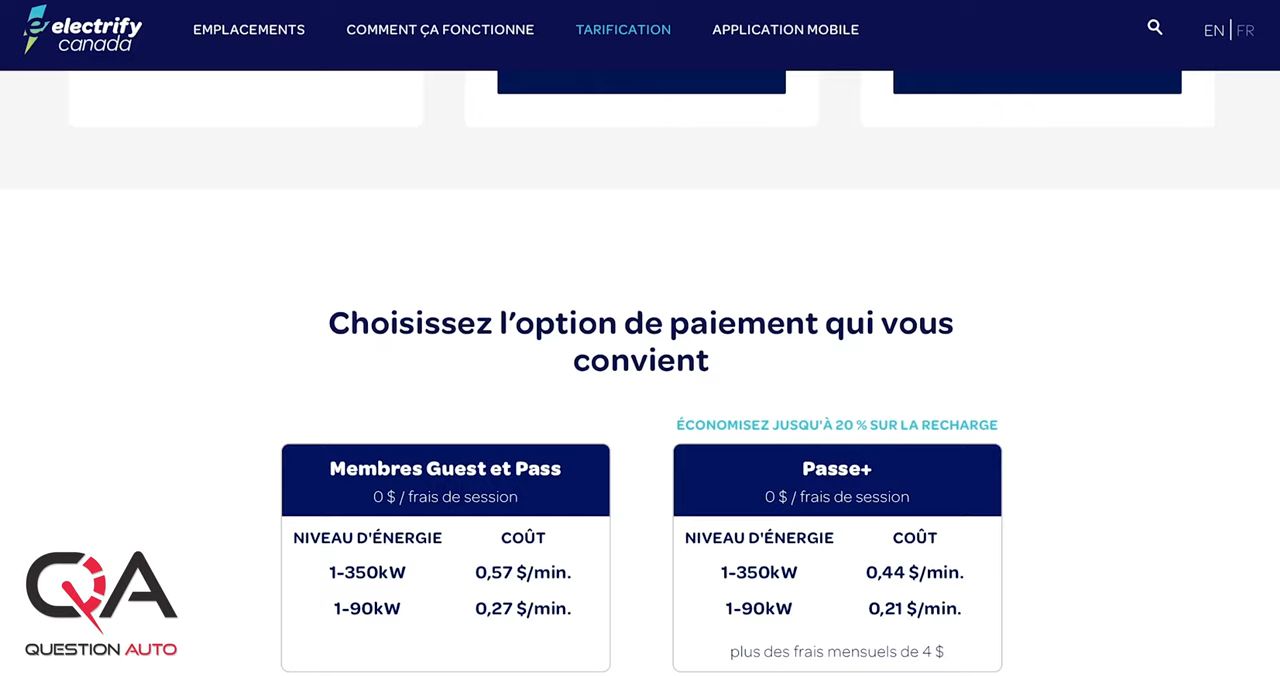 electrify
canada
EMPLACEMENTS
COMMENT ÇA FONCTIONNE
TARIFICATION
APPLICATION MOBILE
EN | FR
Choisissez l'option de paiement qui vous
convient
Membres Guest et Pass
0 $ / frais de session
NIVEAU D'ÉNERGIE COÛT
1-350kW 0,57 $/min.
1-90kW 0,27 $/min.
ÉCONOMISEZ JUSQU'À 20 % SUR LA RECHARGE
Passe+
0 $ / frais de session
NIVEAU D'ÉNERGIE COÛT
1-350kW 0,44 $/min.
1-90kW 0,21 $/min.
plus des frais mensuels de 4 $
QA
QUESTION AUTO